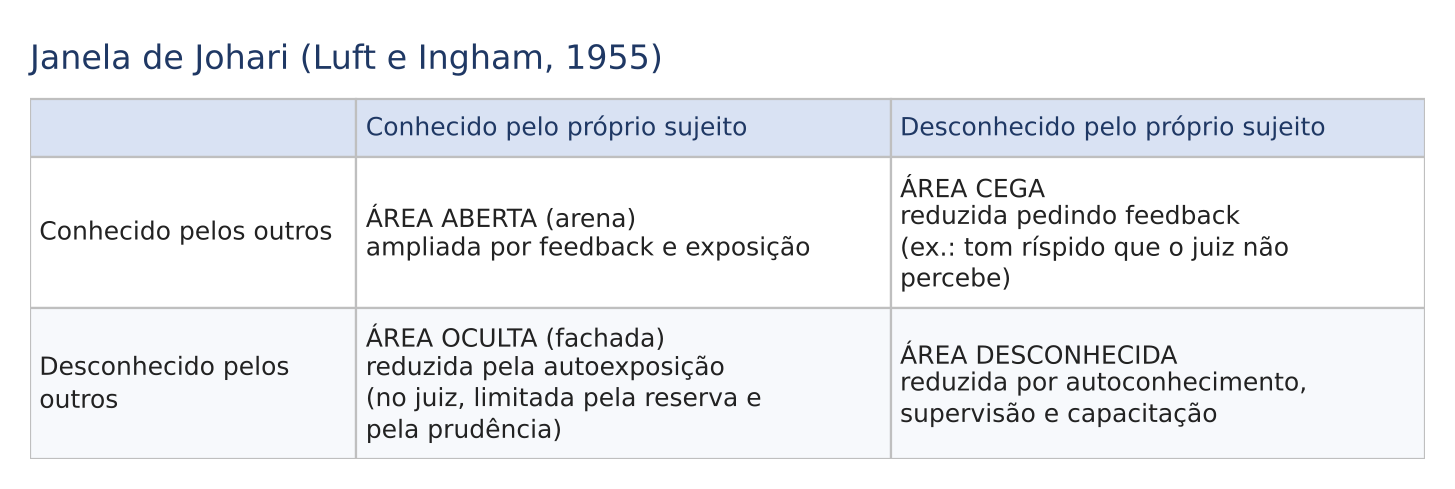 Janela de Johari (Luft e Ingham, 1955)
Conhecido pelo próprio sujeito
Desconhecido pelo próprio sujeito
Conhecido pelos outros
ÁREA ABERTA (arena)
ampliada por feedback e exposição
ÁREA CEGA
reduzida pedindo feedback
(ex.: tom ríspido que o juiz não
percebe)
Desconhecido pelos
outros
ÁREA OCULTA (fachada)
reduzida pela autoexposição
(no juiz, limitada pela reserva e
pela prudência)
ÁREA DESCONHECIDA
reduzida por autoconhecimento,
supervisão e capacitação